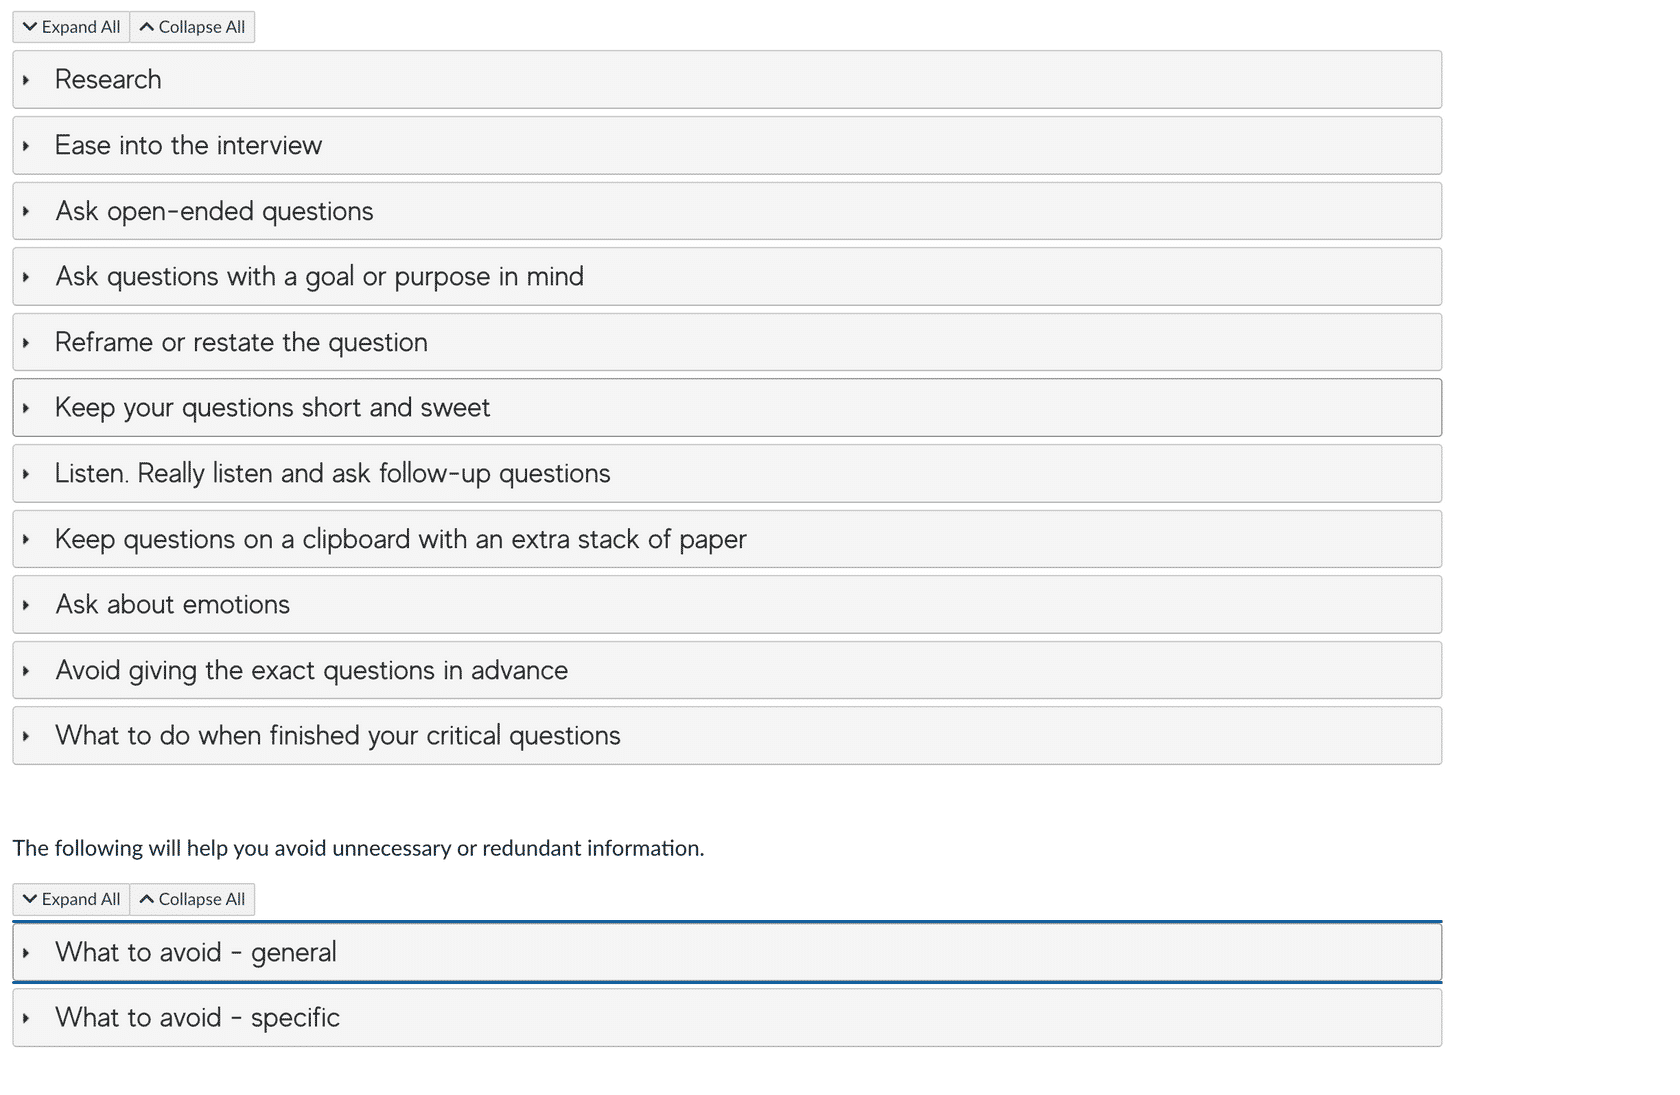 Expand All Collapse All
Research
Ease into the interview
Ask open-ended questions
Ask questions with a goal or purpose in mind
Reframe or restate the question
Keep your questions short and sweet
Listen. Really listen and ask follow-up questions
Keep questions on a clipboard with an extra stack of paper
Ask about emotions
Avoid giving the exact questions in advance
What to do when finished your critical questions
The following will help you avoid unnecessary or redundant information.
Expand All Collapse All
What to avoid - general
What to avoid - specific